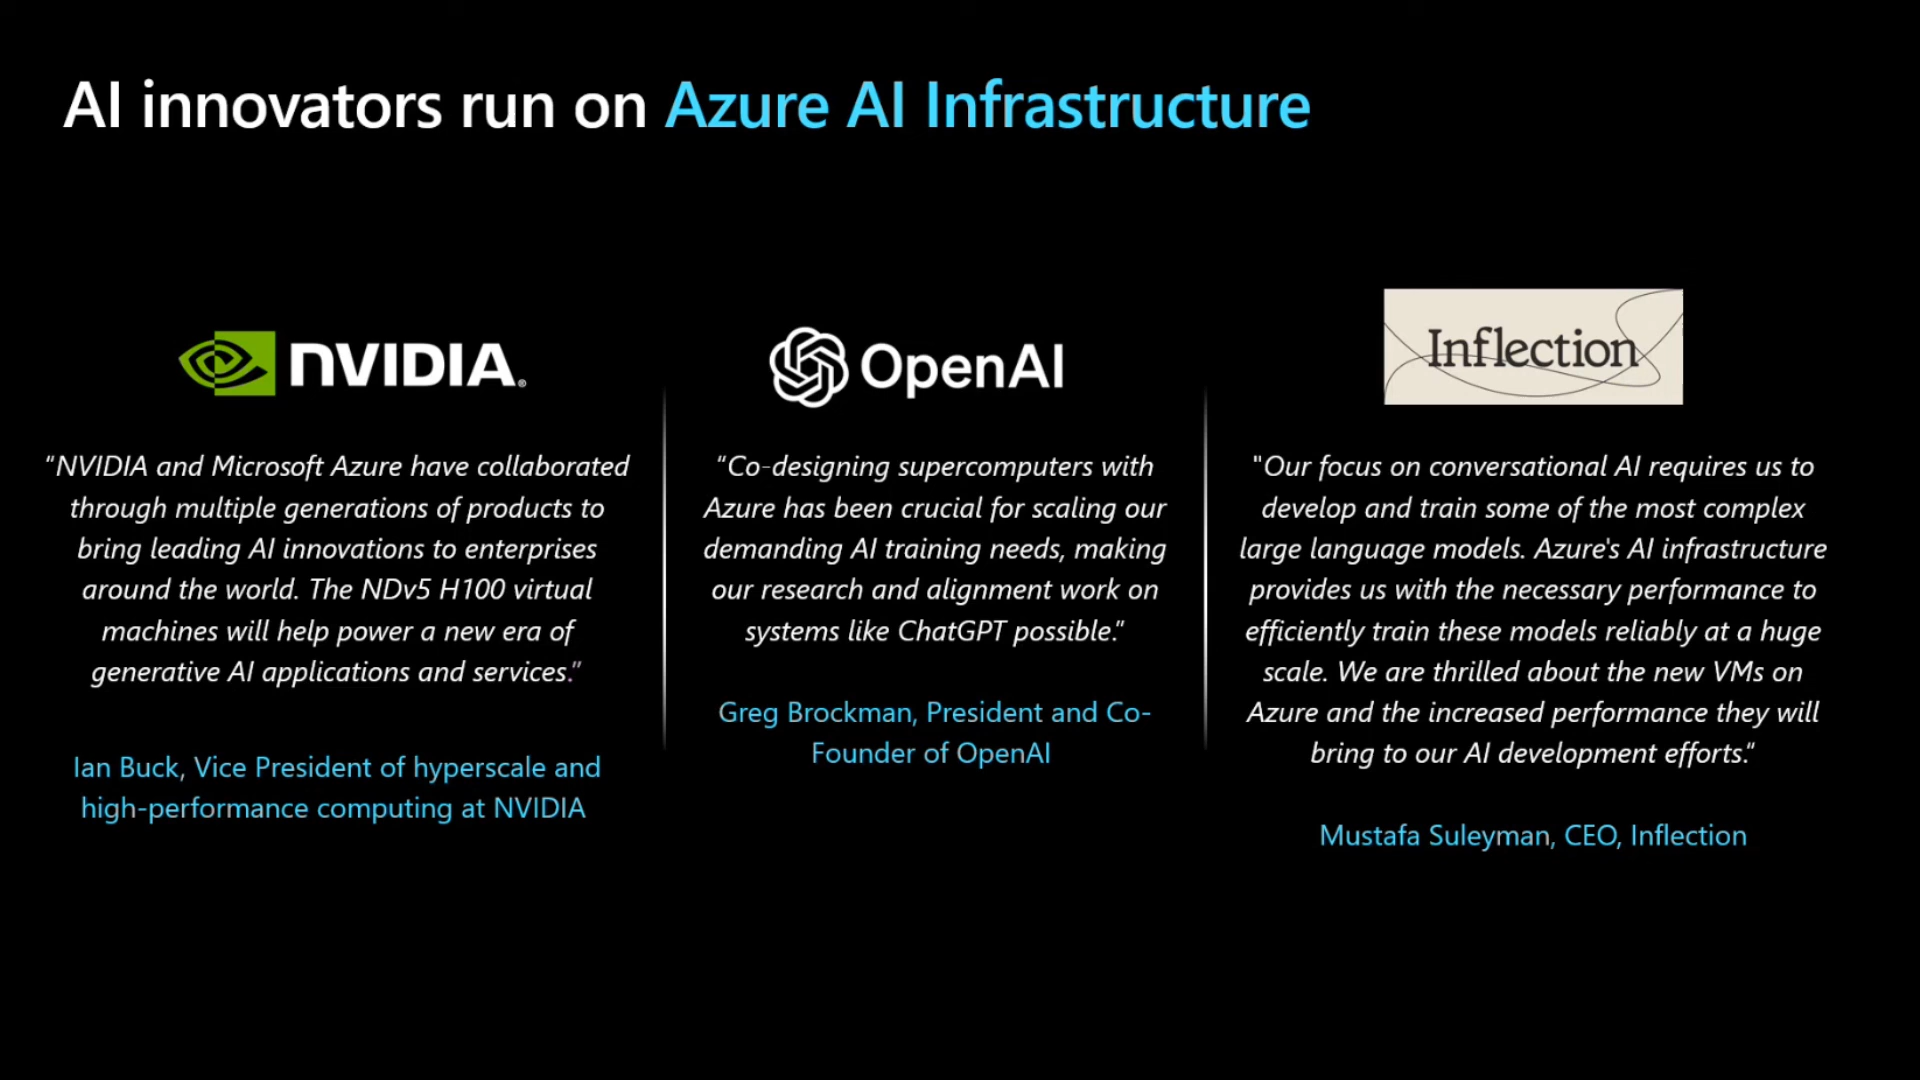 AI innovators run on Azure AI Infrastructure
NVIDIA®
“NVIDIA and Microsoft Azure have collaborated
through multiple generations of products to
bring leading AI innovations to enterprises
around the world. The NDv5 H100 virtual
machines will help power a new era of
generative AI applications and services.”
Ian Buck, Vice President of hyperscale and
high-performance computing at NVIDIA
OpenAI
“Co-designing supercomputers with
Azure has been crucial for scaling our
demanding AI training needs, making
our research and alignment work on
systems like ChatGPT possible.”
Greg Brockman, President and Co-
Founder of OpenAI
Inflection
"Our focus on conversational AI requires us to
develop and train some of the most complex
large language models. Azure's AI infrastructure
provides us with the necessary performance to
efficiently train these models reliably at a huge
scale. We are thrilled about the new VMs on
Azure and the increased performance they will
bring to our AI development efforts."
Mustafa Suleyman, CEO, Inflection